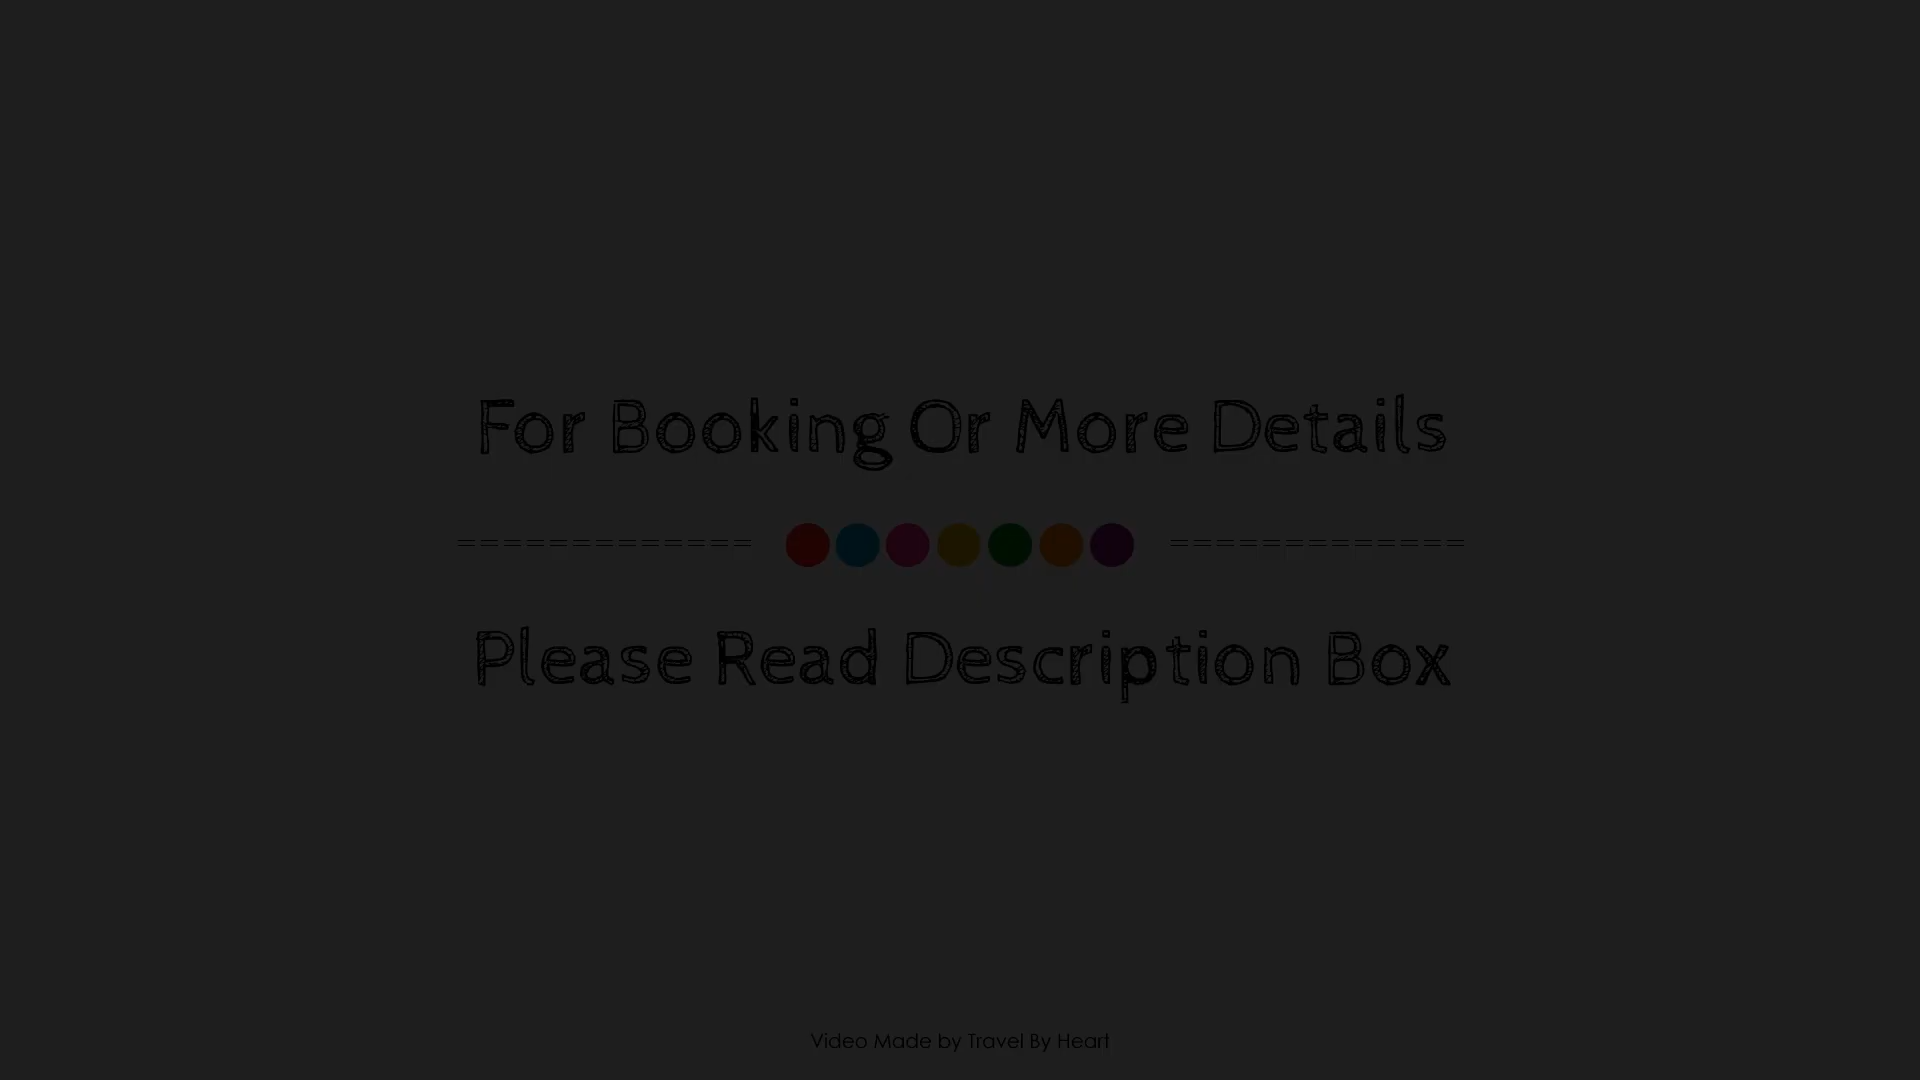 For Booking Or More Details
============= =============
Please Read Description Box
Video Made by Travel By Heart